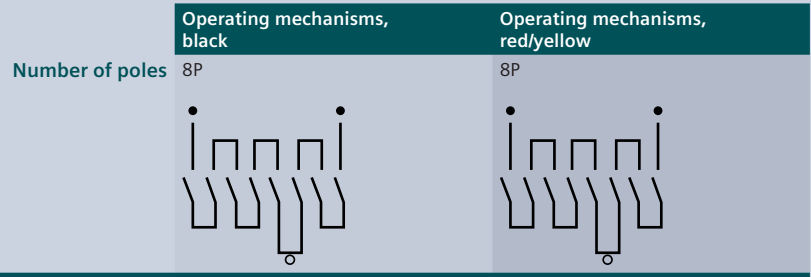 Operating mechanisms,
black
Operating mechanisms,
red/yellow
Number of poles
8P
8P